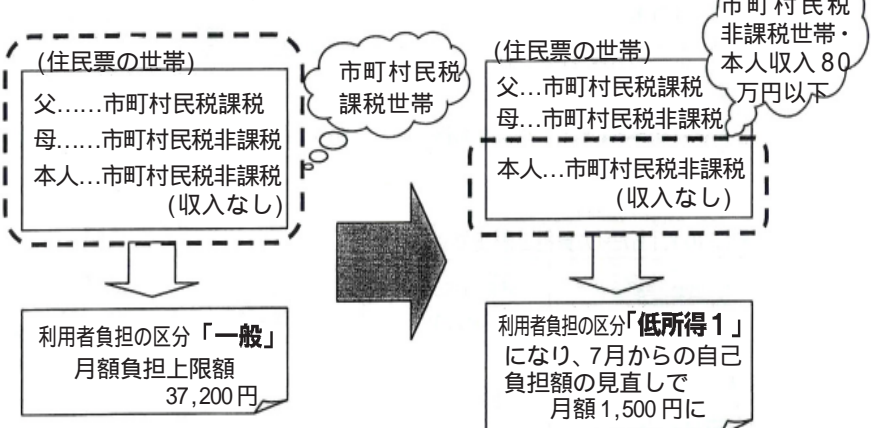 (住民票の世帯)
父……市町村民税課税
母……市町村民税非課税
本人…市町村民税非課税
(収入なし)
市町村民税
課税世帯
利用者負担の区分「一般」
月額負担上限額
37,200円
(住民票の世帯)
父…市町村民税課税
母…市町村民税非課税
本人…市町村民税非課税
(収入なし)
市町村民税
非課税世帯・
本人収入80
万円以下
利用者負担の区分「低所得1」
になり、7月からの自己
負担額の見直しで
月額1,500円に